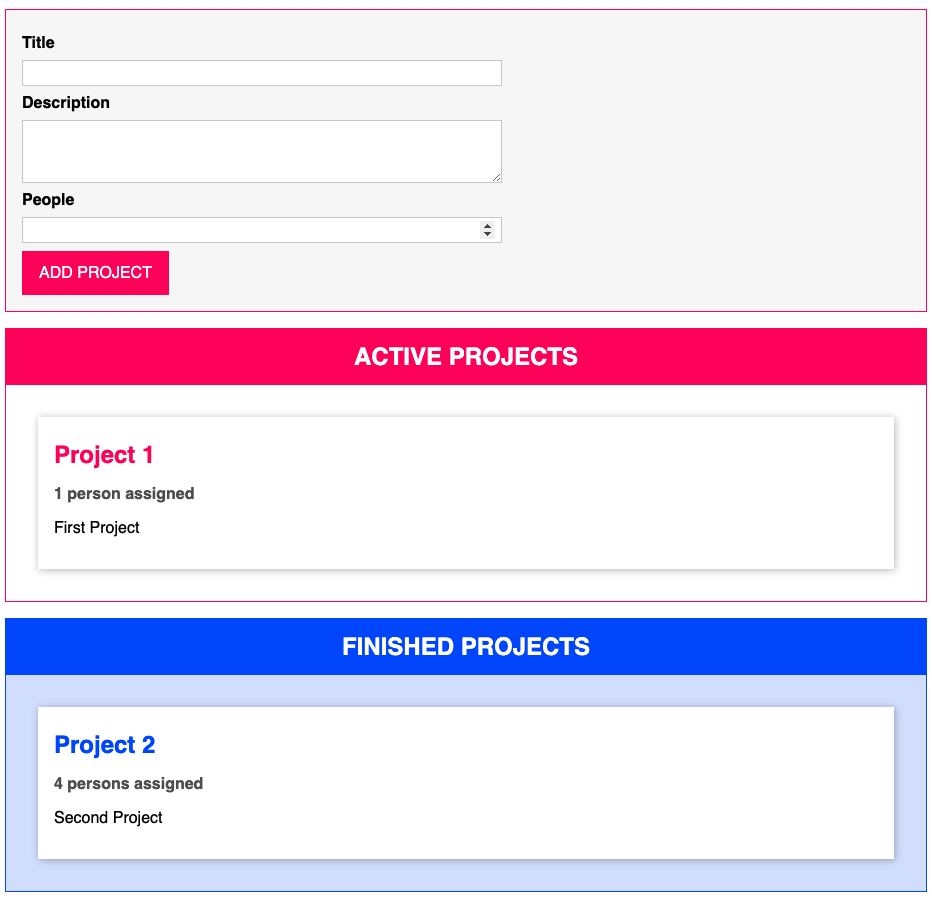 Title
Description
People
ADD PROJECT
ACTIVE PROJECTS
Project 1
1 person assigned
First Project
FINISHED PROJECTS
Project 2
4 persons assigned
Second Project